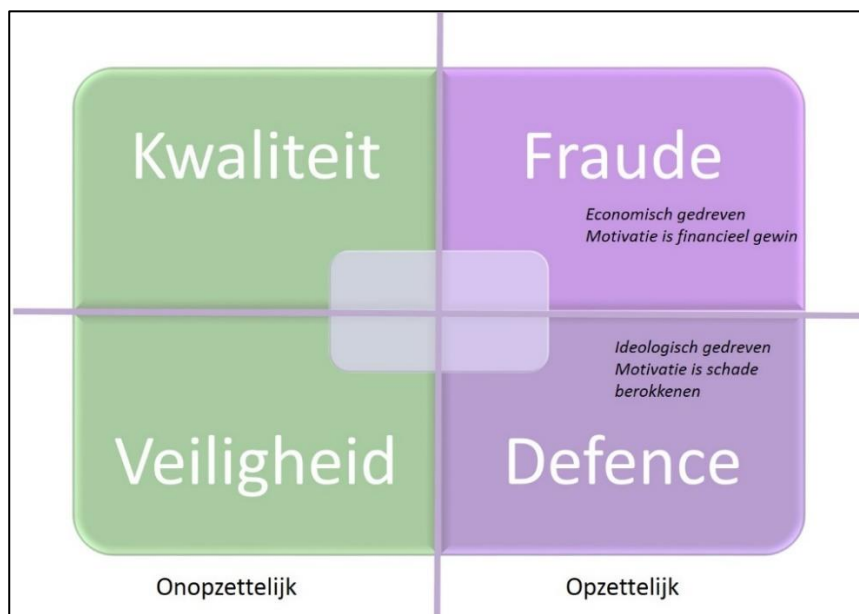 Kwaliteit
Fraude
Economisch gedreven
Motivatie is financieel gewin
Ideologisch gedreven
Motivatie is schade
berokkenen
Veiligheid
Defence
Onopzettelijk
Opzettelijk